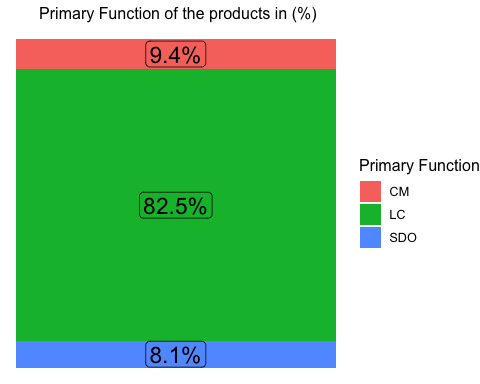 Primary Function of the products in (%)
9.4%
82.5%
8.1%
Primary Function
CM
LC
SDO